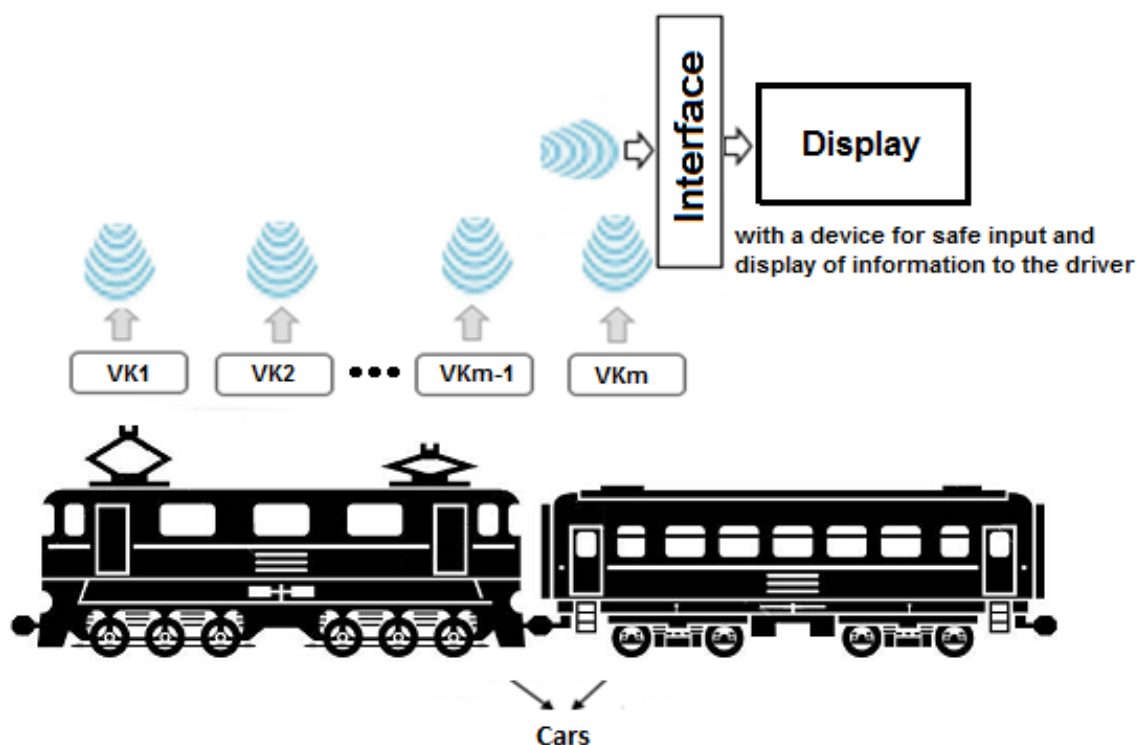 Interface
Display
with a device for safe input and
display of information to the driver
VK1
VK2
VKm-1
VKm
Cars